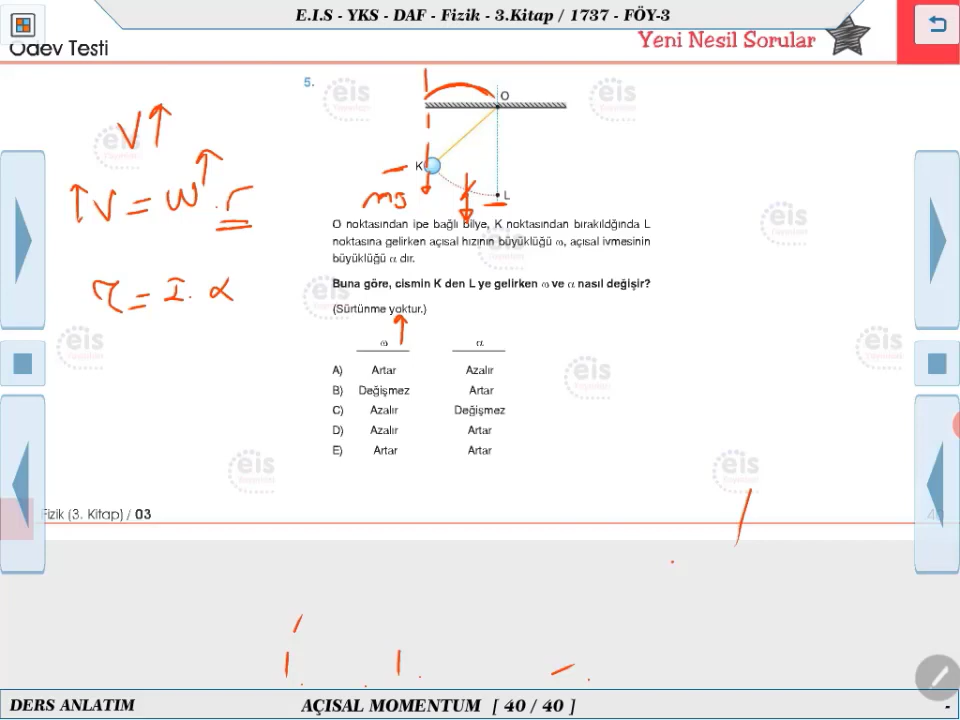 E.I.S - YKS - DAF - Fizik - 3.Kitap / 1737 - FÖY-3
Ödev Testi
Yeni Nesil Sorular
5.
O
K
L
mg
V↑
↑V = W↑.r
τ = I.α
O noktasından ipe bağlı bilye, K noktasından bırakıldğında L
noktasına gelirken açısal hızının büyüklüğü ω, açısal ivmesinin
büyüklüğü α dır.
Buna göre, cismin K den L ye gelirken ω ve α nasıl değişir?
(Sürtünme yoktur.)
ω α
A) Artar Azalır
B) Değişmez Artar
C) Azalır Değişmez
D) Azalır Artar
E) Artar Artar
Fizik (3. Kitap) / 03
DERS ANLATIM
AÇISAL MOMENTUM [ 40 / 40 ]
-
eis